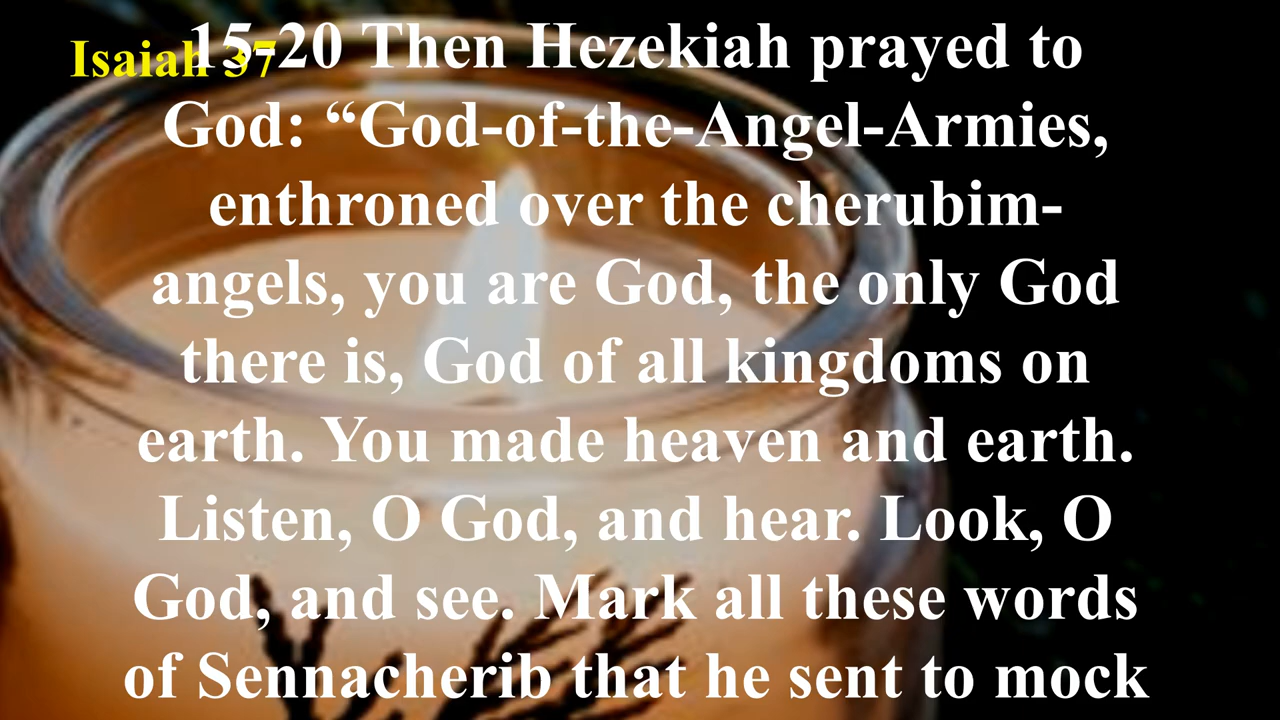 Isaiah 37
15-20 Then Hezekiah prayed to
God: “God-of-the-Angel-Armies,
enthroned over the cherubim-
angels, you are God, the only God
there is, God of all kingdoms on
earth. You made heaven and earth.
Listen, O God, and hear. Look, O
God, and see. Mark all these words
of Sennacherib that he sent to mock